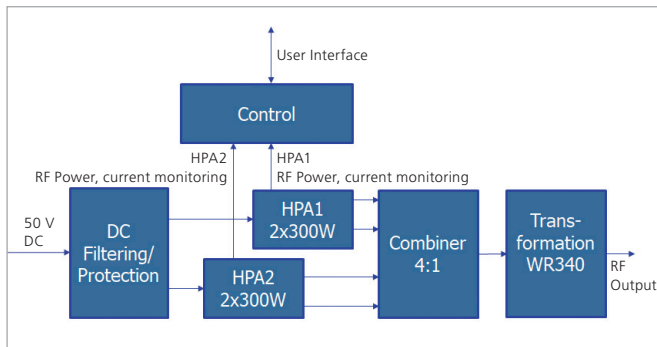 User Interface
Control
HPA2
RF Power, current monitoring
HPA1
RF Power, current monitoring
50 V
DC
DC
Filtering/
Protection
HPA1
2x300W
HPA2
2x300W
Combiner
4:1
Trans-
formation
WR340
RF
Output